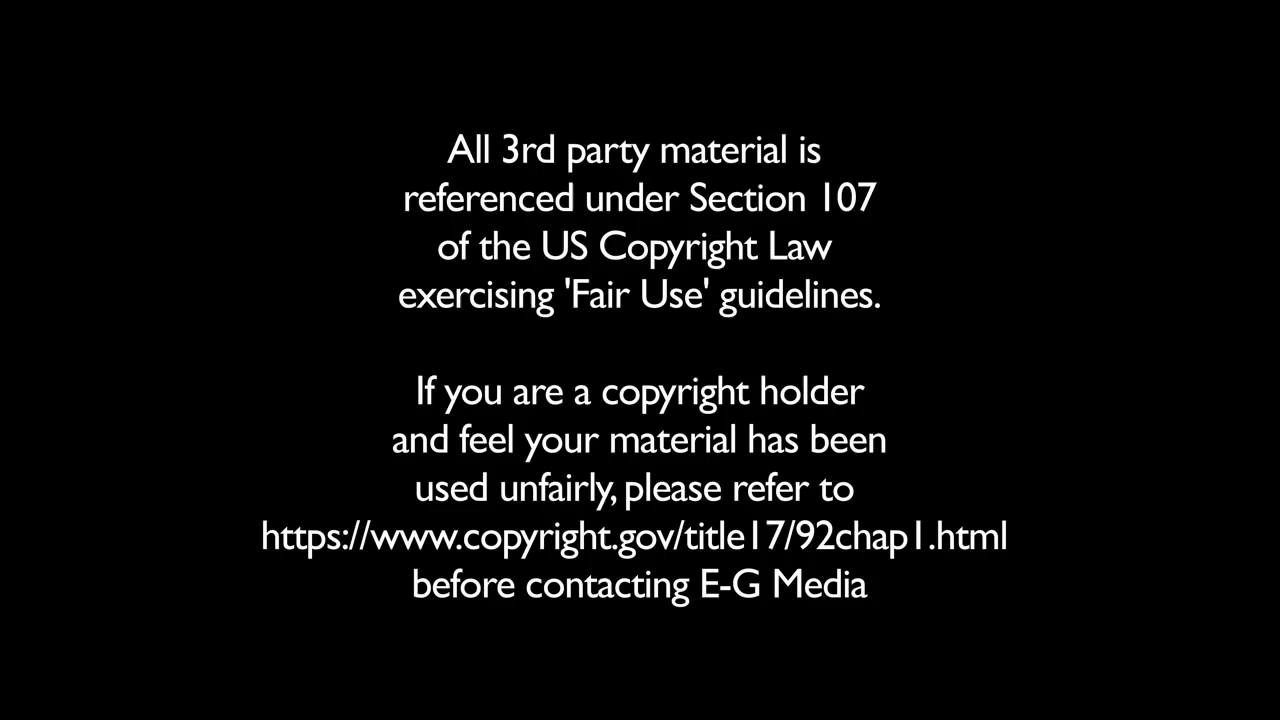 All 3rd party material is
referenced under Section 107
of the US Copyright Law
exercising 'Fair Use' guidelines.
If you are a copyright holder
and feel your material has been
used unfairly, please refer to
https://www.copyright.gov/title17/92chap1.html
before contacting E-G Media